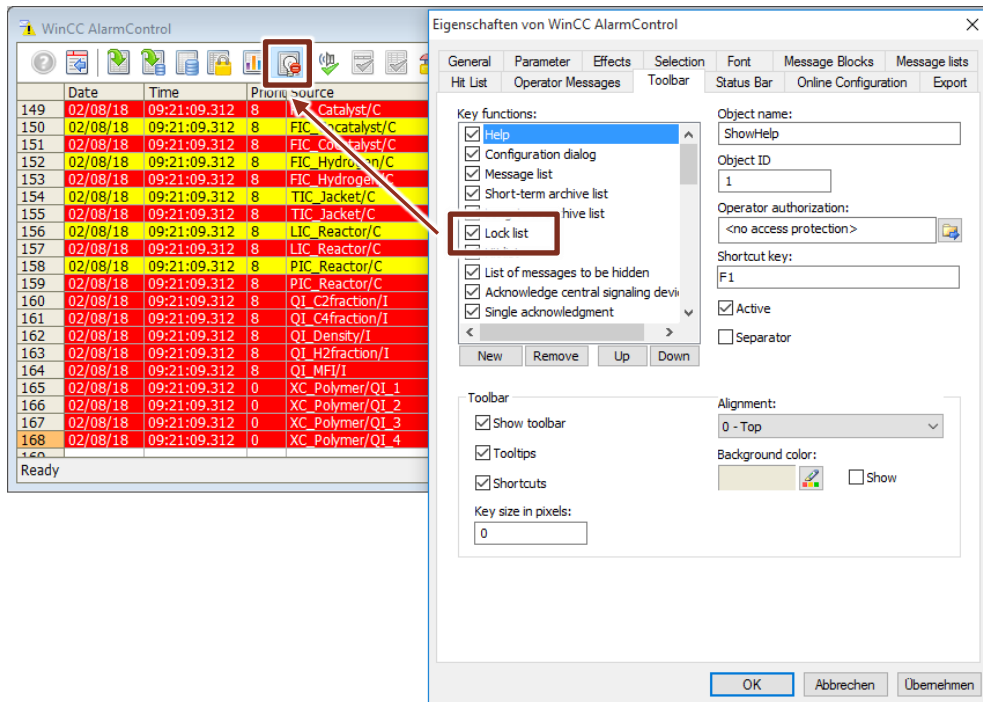 WinCC AlarmControl
Date Time Priorit Source
149 02/08/18 09:21:09.312 8 Catalyst/C
150 02/08/18 09:21:09.312 8 FIC_ catalyst/C
151 02/08/18 09:21:09.312 8 FIC_Co talyst/C
152 02/08/18 09:21:09.312 8 FIC_Hydrogen/C
153 02/08/18 09:21:09.312 8 FIC_Hydrogen/C
154 02/08/18 09:21:09.312 8 TIC_Jacket/C
155 02/08/18 09:21:09.312 8 TIC_Jacket/C
156 02/08/18 09:21:09.312 8 LIC_Reactor/C
157 02/08/18 09:21:09.312 8 LIC_Reactor/C
158 02/08/18 09:21:09.312 8 PIC_Reactor/C
159 02/08/18 09:21:09.312 8 PIC_Reactor/C
160 02/08/18 09:21:09.312 8 QI_C2fraction/I
161 02/08/18 09:21:09.312 8 QI_C4fraction/I
162 02/08/18 09:21:09.312 8 QI_Density/I
163 02/08/18 09:21:09.312 8 QI_H2fraction/I
164 02/08/18 09:21:09.312 8 QI_MFI/I
165 02/08/18 09:21:09.312 0 XC_Polymer/QI_1
166 02/08/18 09:21:09.312 0 XC_Polymer/QI_2
167 02/08/18 09:21:09.312 0 XC_Polymer/QI_3
168 02/08/18 09:21:09.312 0 XC_Polymer/QI_4
Ready
Eigenschaften von WinCC AlarmControl
General Parameter Effects Selection Font Message Blocks Message lists
Hit List Operator Messages Toolbar Status Bar Online Configuration Export
Key functions:
Help
Configuration dialog
Message list
Short-term archive list
hive list
Lock list
List of messages to be hidden
Acknowledge central signaling devi
Single acknowledgment
New Remove Up Down
Object name:
ShowHelp
Object ID
1
Operator authorization:
<no access protection>
Shortcut key:
F1
Active
Separator
Toolbar
Show toolbar
Tooltips
Shortcuts
Key size in pixels:
0
Alignment:
0 - Top
Background color:
Show
OK Abbrechen Übernehmen